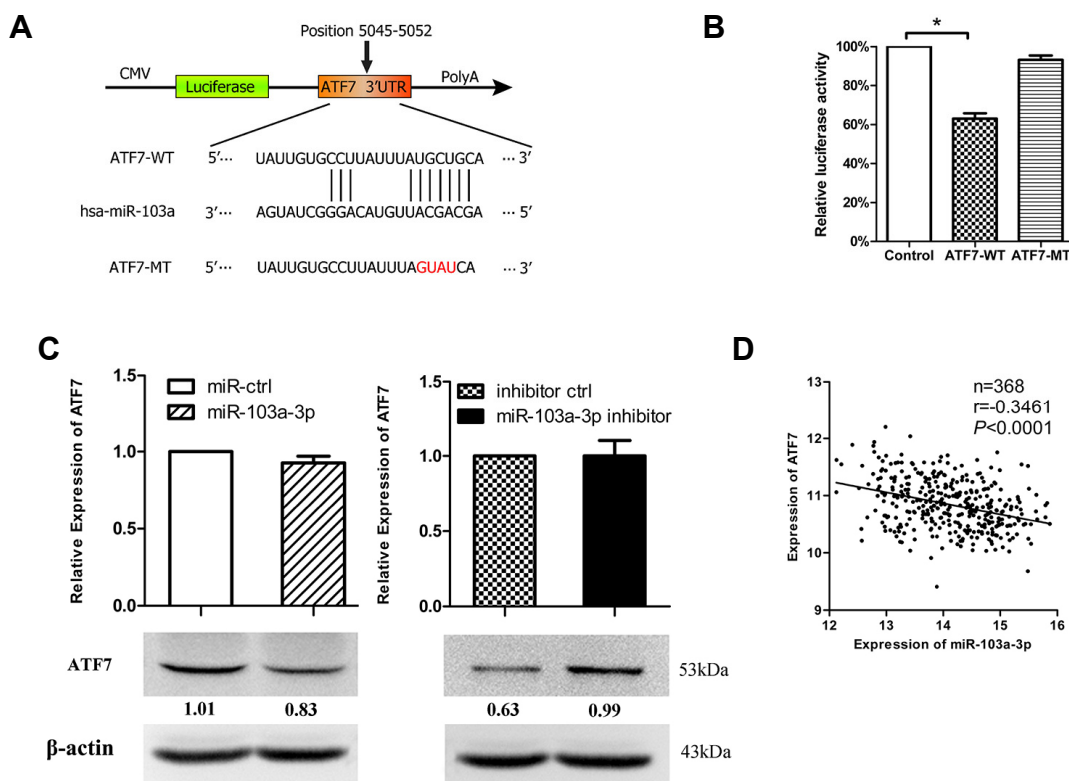 A
Position 5045-5052
CMV
Luciferase
ATF7 3′UTR
PolyA
ATF7-WT 5′··· UAUUGUGCCUUAUUUAUGCUGCA ··· 3′
hsa-miR-103a 3′··· AGUAUCGGGACAUGUUACGACGA ··· 5′
ATF7-MT 5′··· UAUUGUGCCUUAUUUAGUAUCA ··· 3′
B
*
Relative luciferase activity
100%
80%
60%
40%
20%
0%
Control ATF7-WT ATF7-MT
C
Relative Expression of ATF7
1.5
1.0
0.5
0.0
miR-ctrl
miR-103a-3p
Relative Expression of ATF7
1.5
1.0
0.5
0.0
inhibitor ctrl
miR-103a-3p inhibitor
ATF7
53kDa
1.01 0.83 0.63 0.99
β-actin
43kDa
D
n=368
r=-0.3461
P<0.0001
Expression of ATF7
13
12
11
10
9
12 13 14 15 16
Expression of miR-103a-3p